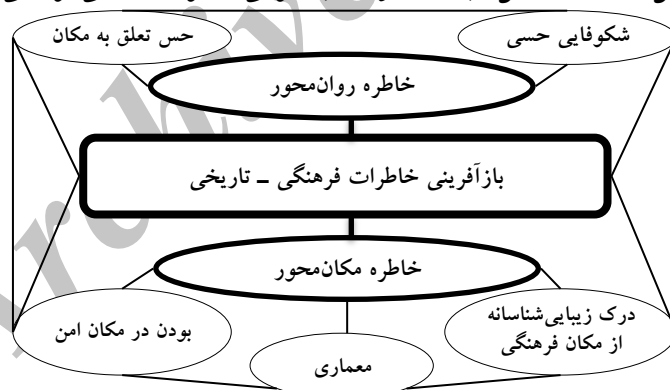 شکوفایی حسی
حس تعلق به مکان
خاطره روان‌محور
بازآفرینی خاطرات فرهنگی – تاریخی
خاطره مکان‌محور
درک زیبایی‌شناسانه
از مکان فرهنگی
بودن در مکان امن
معماری